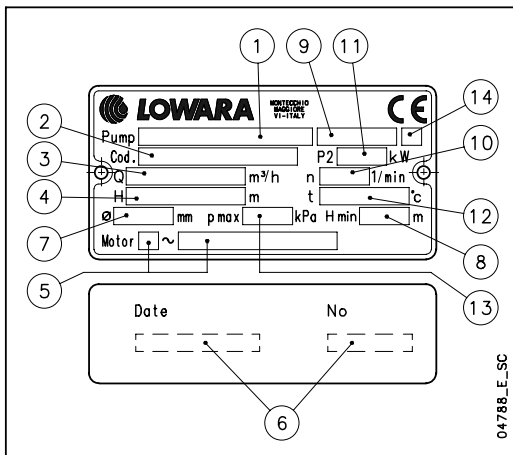 1 9 11
LOWARA MONTECCHIO MAGGIORE VI-ITALY CE 14
2 Pump
Cod. P2 kW 10
3 Q m³/h n 1/min
4 H m t °c
Ø mm p max kPa H min m 12
7 Motor ~ 8
5 13
Date No
6
04788_E_SC